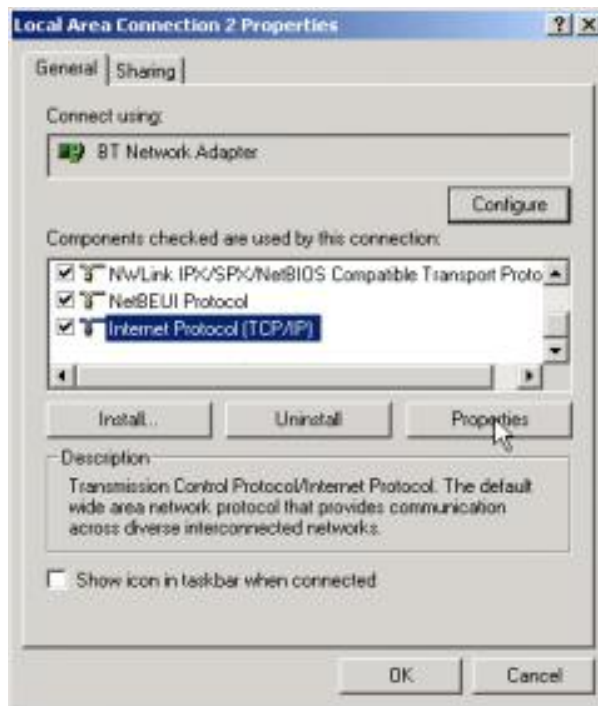 Local Area Connection 2 Properties
General
Sharing
Connect using:
BT Network Adapter
Configure
Components checked are used by this connection:
NWLink IPX/SPX/NetBIOS Compatible Transport Proto
NetBEUI Protocol
Internet Protocol (TCP/IP)
Install...
Uninstall
Properties
Description
Transmission Control Protocol/Internet Protocol. The default
wide area network protocol that provides communication
across diverse interconnected networks.
Show icon in taskbar when connected
OK
Cancel